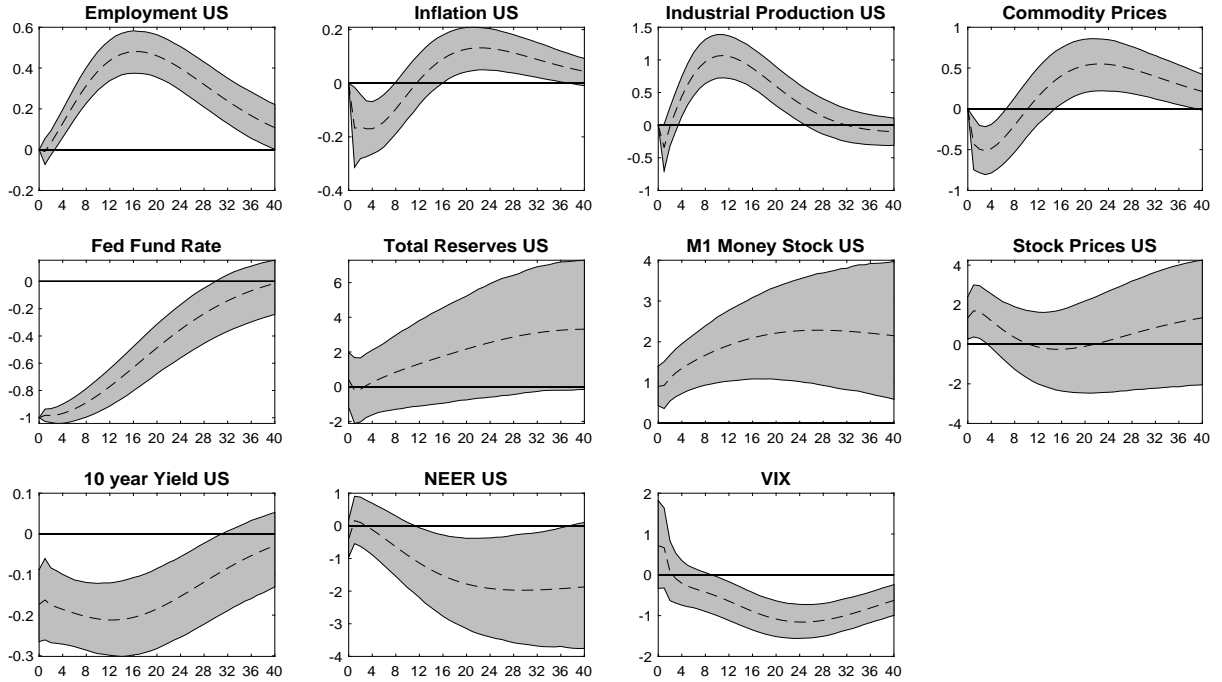 Employment US
0.6
0.4
0.2
0
-0.2
0 4 8 12 16 20 24 28 32 36 40
Inflation US
0.2
0
-0.2
-0.4
0 4 8 12 16 20 24 28 32 36 40
Industrial Production US
1.5
1
0.5
0
-0.5
-1
0 4 8 12 16 20 24 28 32 36 40
Commodity Prices
1
0.5
0
-0.5
-1
0 4 8 12 16 20 24 28 32 36 40
Fed Fund Rate
0
-0.2
-0.4
-0.6
-0.8
-1
0 4 8 12 16 20 24 28 32 36 40
Total Reserves US
6
4
2
0
-2
0 4 8 12 16 20 24 28 32 36 40
M1 Money Stock US
4
3
2
1
0
0 4 8 12 16 20 24 28 32 36 40
Stock Prices US
4
2
0
-2
-4
0 4 8 12 16 20 24 28 32 36 40
10 year Yield US
0.1
0
-0.1
-0.2
-0.3
0 4 8 12 16 20 24 28 32 36 40
NEER US
1
0
-1
-2
-3
-4
0 4 8 12 16 20 24 28 32 36 40
VIX
2
1
0
-1
-2
0 4 8 12 16 20 24 28 32 36 40